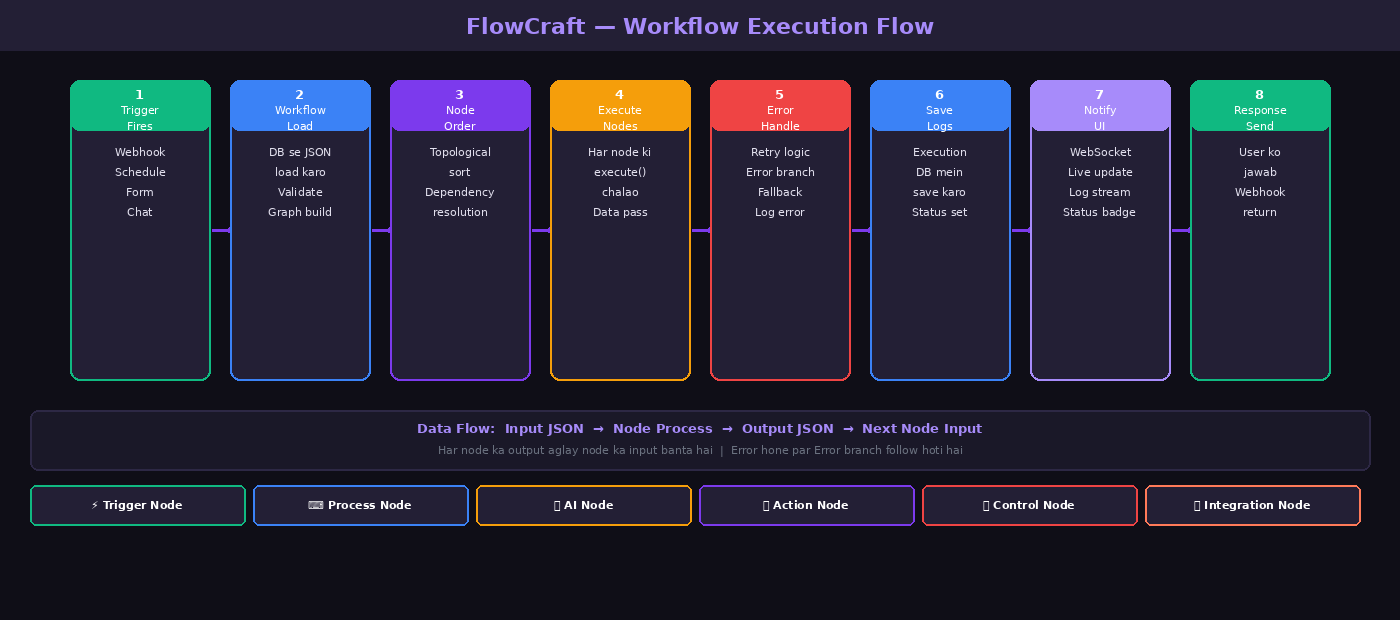 FlowCraft — Workflow Execution Flow
1
Trigger
Fires
Webhook
Schedule
Form
Chat
2
Workflow
Load
DB se JSON
load karo
Validate
Graph build
3
Node
Order
Topological
sort
Dependency
resolution
4
Execute
Nodes
Har node ki
execute()
chalao
Data pass
5
Error
Handle
Retry logic
Error branch
Fallback
Log error
6
Save
Logs
Execution
DB mein
save karo
Status set
7
Notify
UI
WebSocket
Live update
Log stream
Status badge
8
Response
Send
User ko
jawab
Webhook
return
Data Flow: Input JSON → Node Process → Output JSON → Next Node Input
Har node ka output aglay node ka input banta hai | Error hone par Error branch follow hoti hai
⚡ Trigger Node
⌨ Process Node
AI Node
Action Node
Control Node
Integration Node